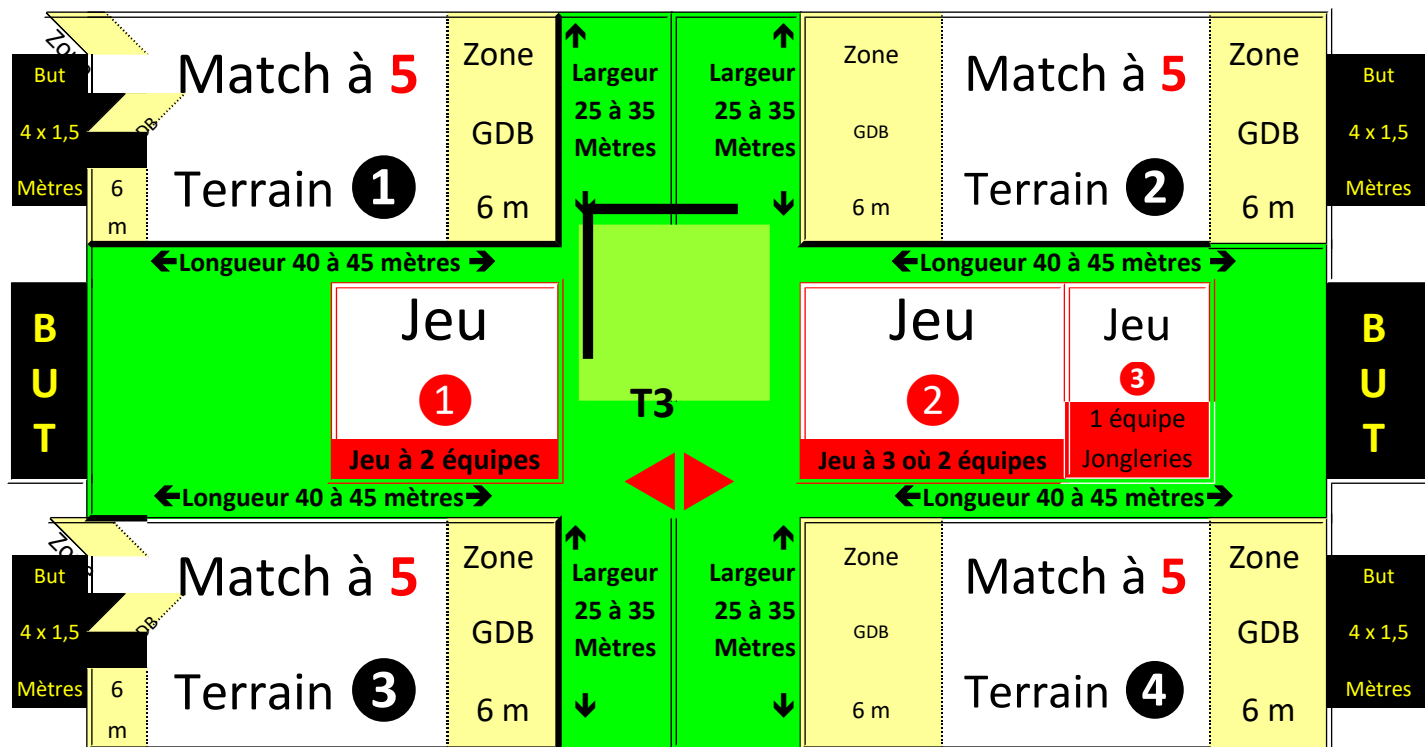 Match à 5
Terrain 1
Zone
GDB
6 m
But
4 x 1,5
Mètres
6
m
Largeur
25 à 35
Mètres
Largeur
25 à 35
Mètres
Zone
GDB
6 m
Match à 5
Terrain 2
Zone
GDB
6 m
But
4 x 1,5
Mètres
Longueur 40 à 45 mètres
Longueur 40 à 45 mètres
BUT
Jeu
1
Jeu à 2 équipes
T3
Jeu
2
Jeu à 3 où 2 équipes
Jeu
3
1 équipe
Jongleries
BUT
Longueur 40 à 45 mètres
Longueur 40 à 45 mètres
But
4 x 1,5
Mètres
6
m
Match à 5
Terrain 3
Zone
GDB
6 m
Largeur
25 à 35
Mètres
Largeur
25 à 35
Mètres
Zone
GDB
6 m
Match à 5
Terrain 4
Zone
GDB
6 m
But
4 x 1,5
Mètres